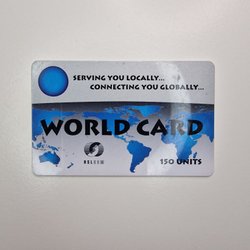 SERVING YOU LOCALLY...
CONNECTING YOU GLOBALLY...
WORLD CARD
150 UNITS